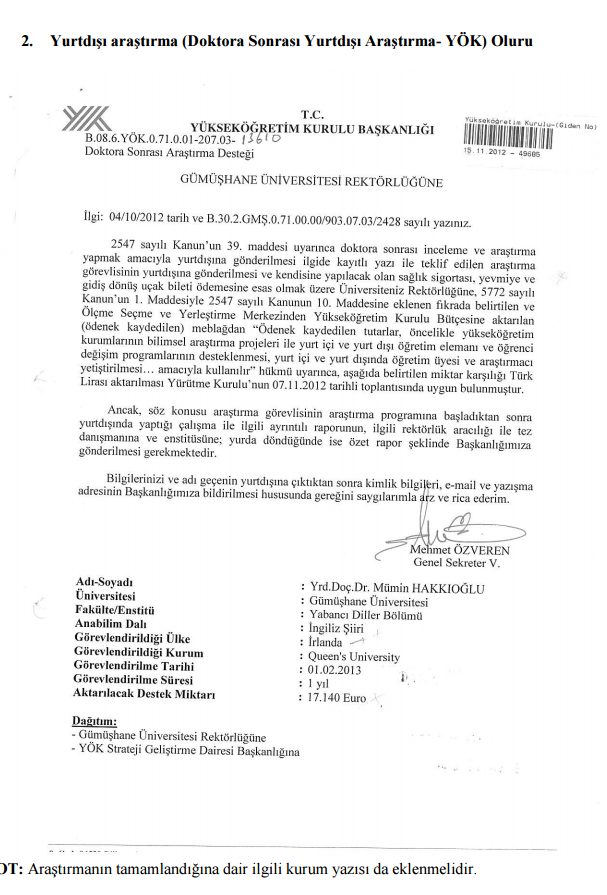 2. Yurtdışı araştırma (Doktora Sonrası Yurtdışı Araştırma- YÖK) Oluru
T.C.
YÜKSEKÖĞRETİM KURULU BAŞKANLIĞI
B.08.6.YÖK.0.71.0.01-207.03- 13610
Doktora Sonrası Araştırma Desteği
Yükseköğretim Kurulu-(Giden No)
15.11.2012 - 49685
GÜMÜŞHANE ÜNİVERSİTESİ REKTÖRLÜĞÜNE
İlgi: 04/10/2012 tarih ve B.30.2.GMŞ.0.71.00.00/903.07.03/2428 sayılı yazınız.
2547 sayılı Kanun'un 39. maddesi uyarınca doktora sonrası inceleme ve araştırma
yapmak amacıyla yurtdışına gönderilmesi ilgide kayıtlı yazı ile teklif edilen araştırma
görevlisinin yurtdışına gönderilmesi ve kendisine yapılacak olan sağlık sigortası, yevmiye ve
gidiş dönüş uçak bileti ödemesine esas olmak üzere Üniversiteniz Rektörlüğüne, 5772 sayılı
Kanun'un 1. Maddesiyle 2547 sayılı Kanunun 10. Maddesine eklenen fıkrada belirtilen ve
Ölçme Seçme ve Yerleştirme Merkezinden Yükseköğretim Kurulu Bütçesine aktarılan
(ödenek kaydedilen) meblağdan "Ödenek kaydedilen tutarlar, öncelikle yükseköğretim
kurumlarının bilimsel araştırma projeleri ile yurt içi ve yurt dışı öğretim elemanı ve öğrenci
değişim programlarının desteklenmesi, yurt içi ve yurt dışında öğretim üyesi ve araştırmacı
yetiştirilmesi... amacıyla kullanılır" hükmü uyarınca, aşağıda belirtilen miktar karşılığı Türk
Lirası aktarılması Yürütme Kurulu'nun 07.11.2012 tarihli toplantısında uygun bulunmuştur.
Ancak, söz konusu araştırma görevlisinin araştırma programına başladıktan sonra
yurtdışında yaptığı çalışma ile ilgili ayrıntılı raporunun, ilgili rektörlük aracılığı ile tez
danışmanına ve enstitüsüne; yurda döndüğünde ise özet rapor şeklinde Başkanlığımıza
gönderilmesi gerekmektedir.
Bilgilerinizi ve adı geçenin yurtdışına çıktıktan sonra kimlik bilgileri, e-mail ve yazışma
adresinin Başkanlığımıza bildirilmesi hususunda gereğini saygılarımla arz ve rica ederim.
Mehmet ÖZVEREN
Genel Sekreter V.
Adı-Soyadı : Yrd.Doç.Dr. Mümin HAKKIOĞLU
Üniversitesi : Gümüşhane Üniversitesi
Fakülte/Enstitü : Yabancı Diller Bölümü
Anabilim Dalı : İngiliz Şiiri
Görevlendirildiği Ülke : İrlanda
Görevlendirildiği Kurum : Queen's University
Görevlendirilme Tarihi : 01.02.2013
Görevlendirilme Süresi : 1 yıl
Aktarılacak Destek Miktarı : 17.140 Euro
Dağıtım:
- Gümüşhane Üniversitesi Rektörlüğüne
- YÖK Strateji Geliştirme Dairesi Başkanlığına
OT: Araştırmanın tamamlandığına dair ilgili kurum yazısı da eklenmelidir.